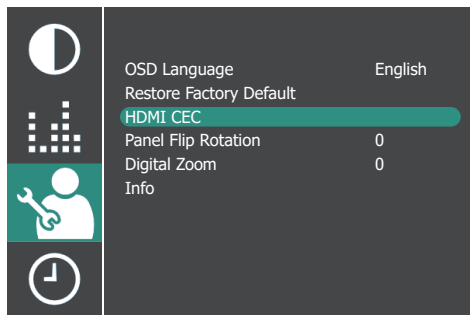 OSD Language English
Restore Factory Default
HDMI CEC
Panel Flip Rotation 0
Digital Zoom 0
Info